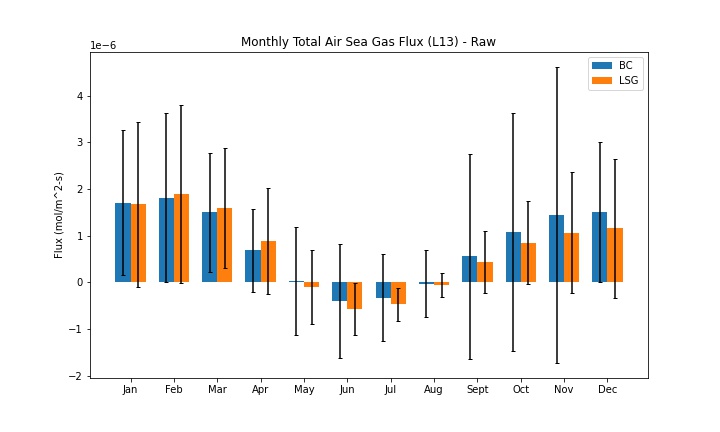 Monthly Total Air Sea Gas Flux (L13) - Raw
1e−6
BC
LSG
Flux (mol/m^2-s)
4
3
2
1
0
−1
−2
Jan Feb Mar Apr May Jun Jul Aug Sept Oct Nov Dec